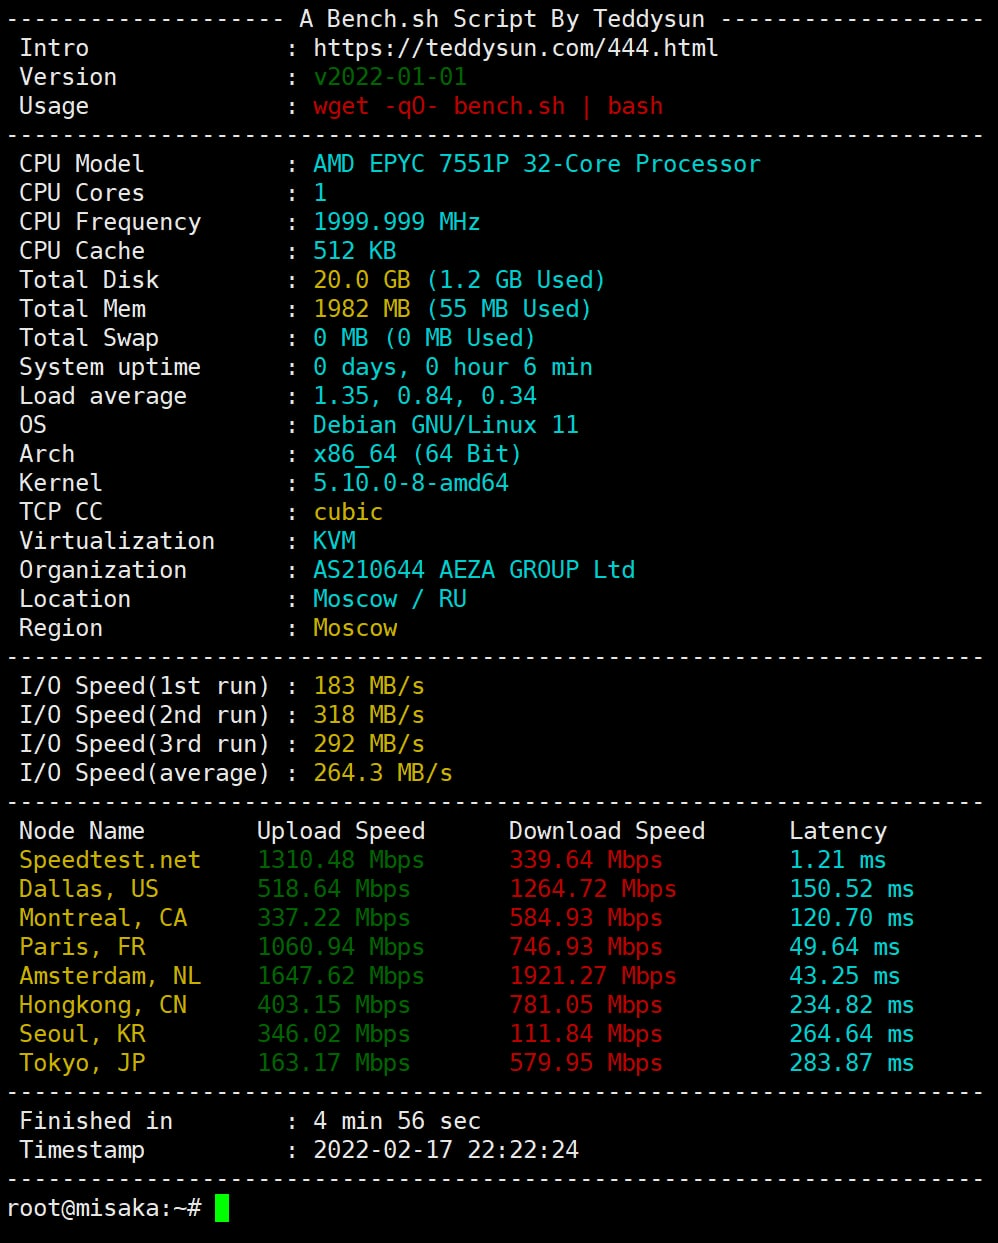 -------------------- A Bench.sh Script By Teddysun -------------------
 Intro              : https://teddysun.com/444.html
 Version            : v2022-01-01
 Usage              : wget -qO- bench.sh | bash
----------------------------------------------------------------------
 CPU Model          : AMD EPYC 7551P 32-Core Processor
 CPU Cores          : 1
 CPU Frequency      : 1999.999 MHz
 CPU Cache          : 512 KB
 Total Disk         : 20.0 GB (1.2 GB Used)
 Total Mem          : 1982 MB (55 MB Used)
 Total Swap         : 0 MB (0 MB Used)
 System uptime      : 0 days, 0 hour 6 min
 Load average       : 1.35, 0.84, 0.34
 OS                 : Debian GNU/Linux 11
 Arch               : x86_64 (64 Bit)
 Kernel             : 5.10.0-8-amd64
 TCP CC             : cubic
 Virtualization     : KVM
 Organization       : AS210644 AEZA GROUP Ltd
 Location           : Moscow / RU
 Region             : Moscow
----------------------------------------------------------------------
 I/O Speed(1st run) : 183 MB/s
 I/O Speed(2nd run) : 318 MB/s
 I/O Speed(3rd run) : 292 MB/s
 I/O Speed(average) : 264.3 MB/s
----------------------------------------------------------------------
 Node Name        Upload Speed      Download Speed      Latency
 Speedtest.net    1310.48 Mbps      339.64 Mbps         1.21 ms
 Dallas, US       518.64 Mbps       1264.72 Mbps        150.52 ms
 Montreal, CA     337.22 Mbps       584.93 Mbps         120.70 ms
 Paris, FR        1060.94 Mbps      746.93 Mbps         49.64 ms
 Amsterdam, NL    1647.62 Mbps      1921.27 Mbps        43.25 ms
 Hongkong, CN     403.15 Mbps       781.05 Mbps         234.82 ms
 Seoul, KR        346.02 Mbps       111.84 Mbps         264.64 ms
 Tokyo, JP        163.17 Mbps       579.95 Mbps         283.87 ms
----------------------------------------------------------------------
 Finished in        : 4 min 56 sec
 Timestamp          : 2022-02-17 22:22:24
----------------------------------------------------------------------
root@misaka:~#